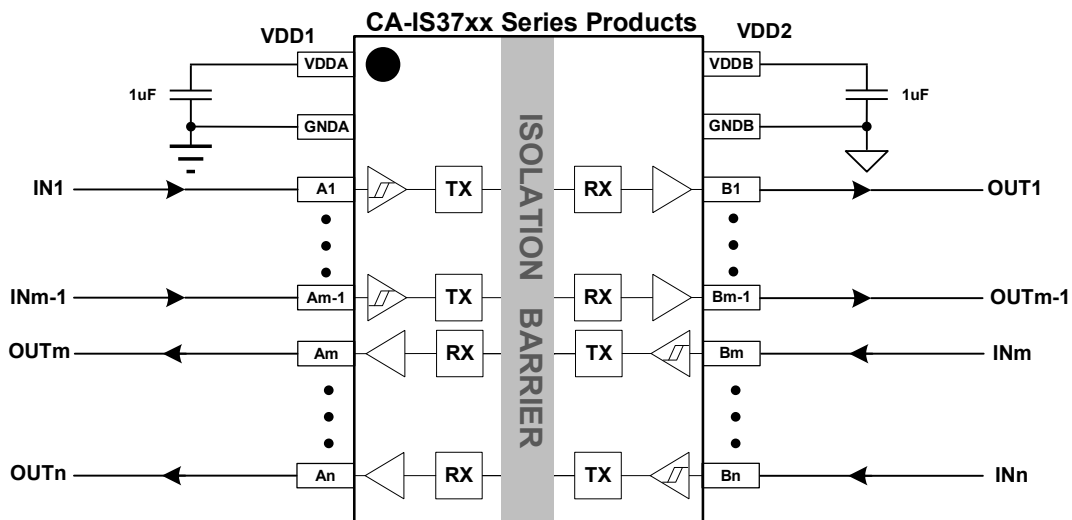 CA-IS37xx Series Products
VDD1
VDD2
VDDA
VDDB
1uF
1uF
GNDA
GNDB
ISOLATION BARRIER
IN1
A1
TX
RX
B1
OUT1
INm-1
Am-1
TX
RX
Bm-1
OUTm-1
OUTm
Am
RX
TX
Bm
INm
OUTn
An
RX
TX
Bn
INn